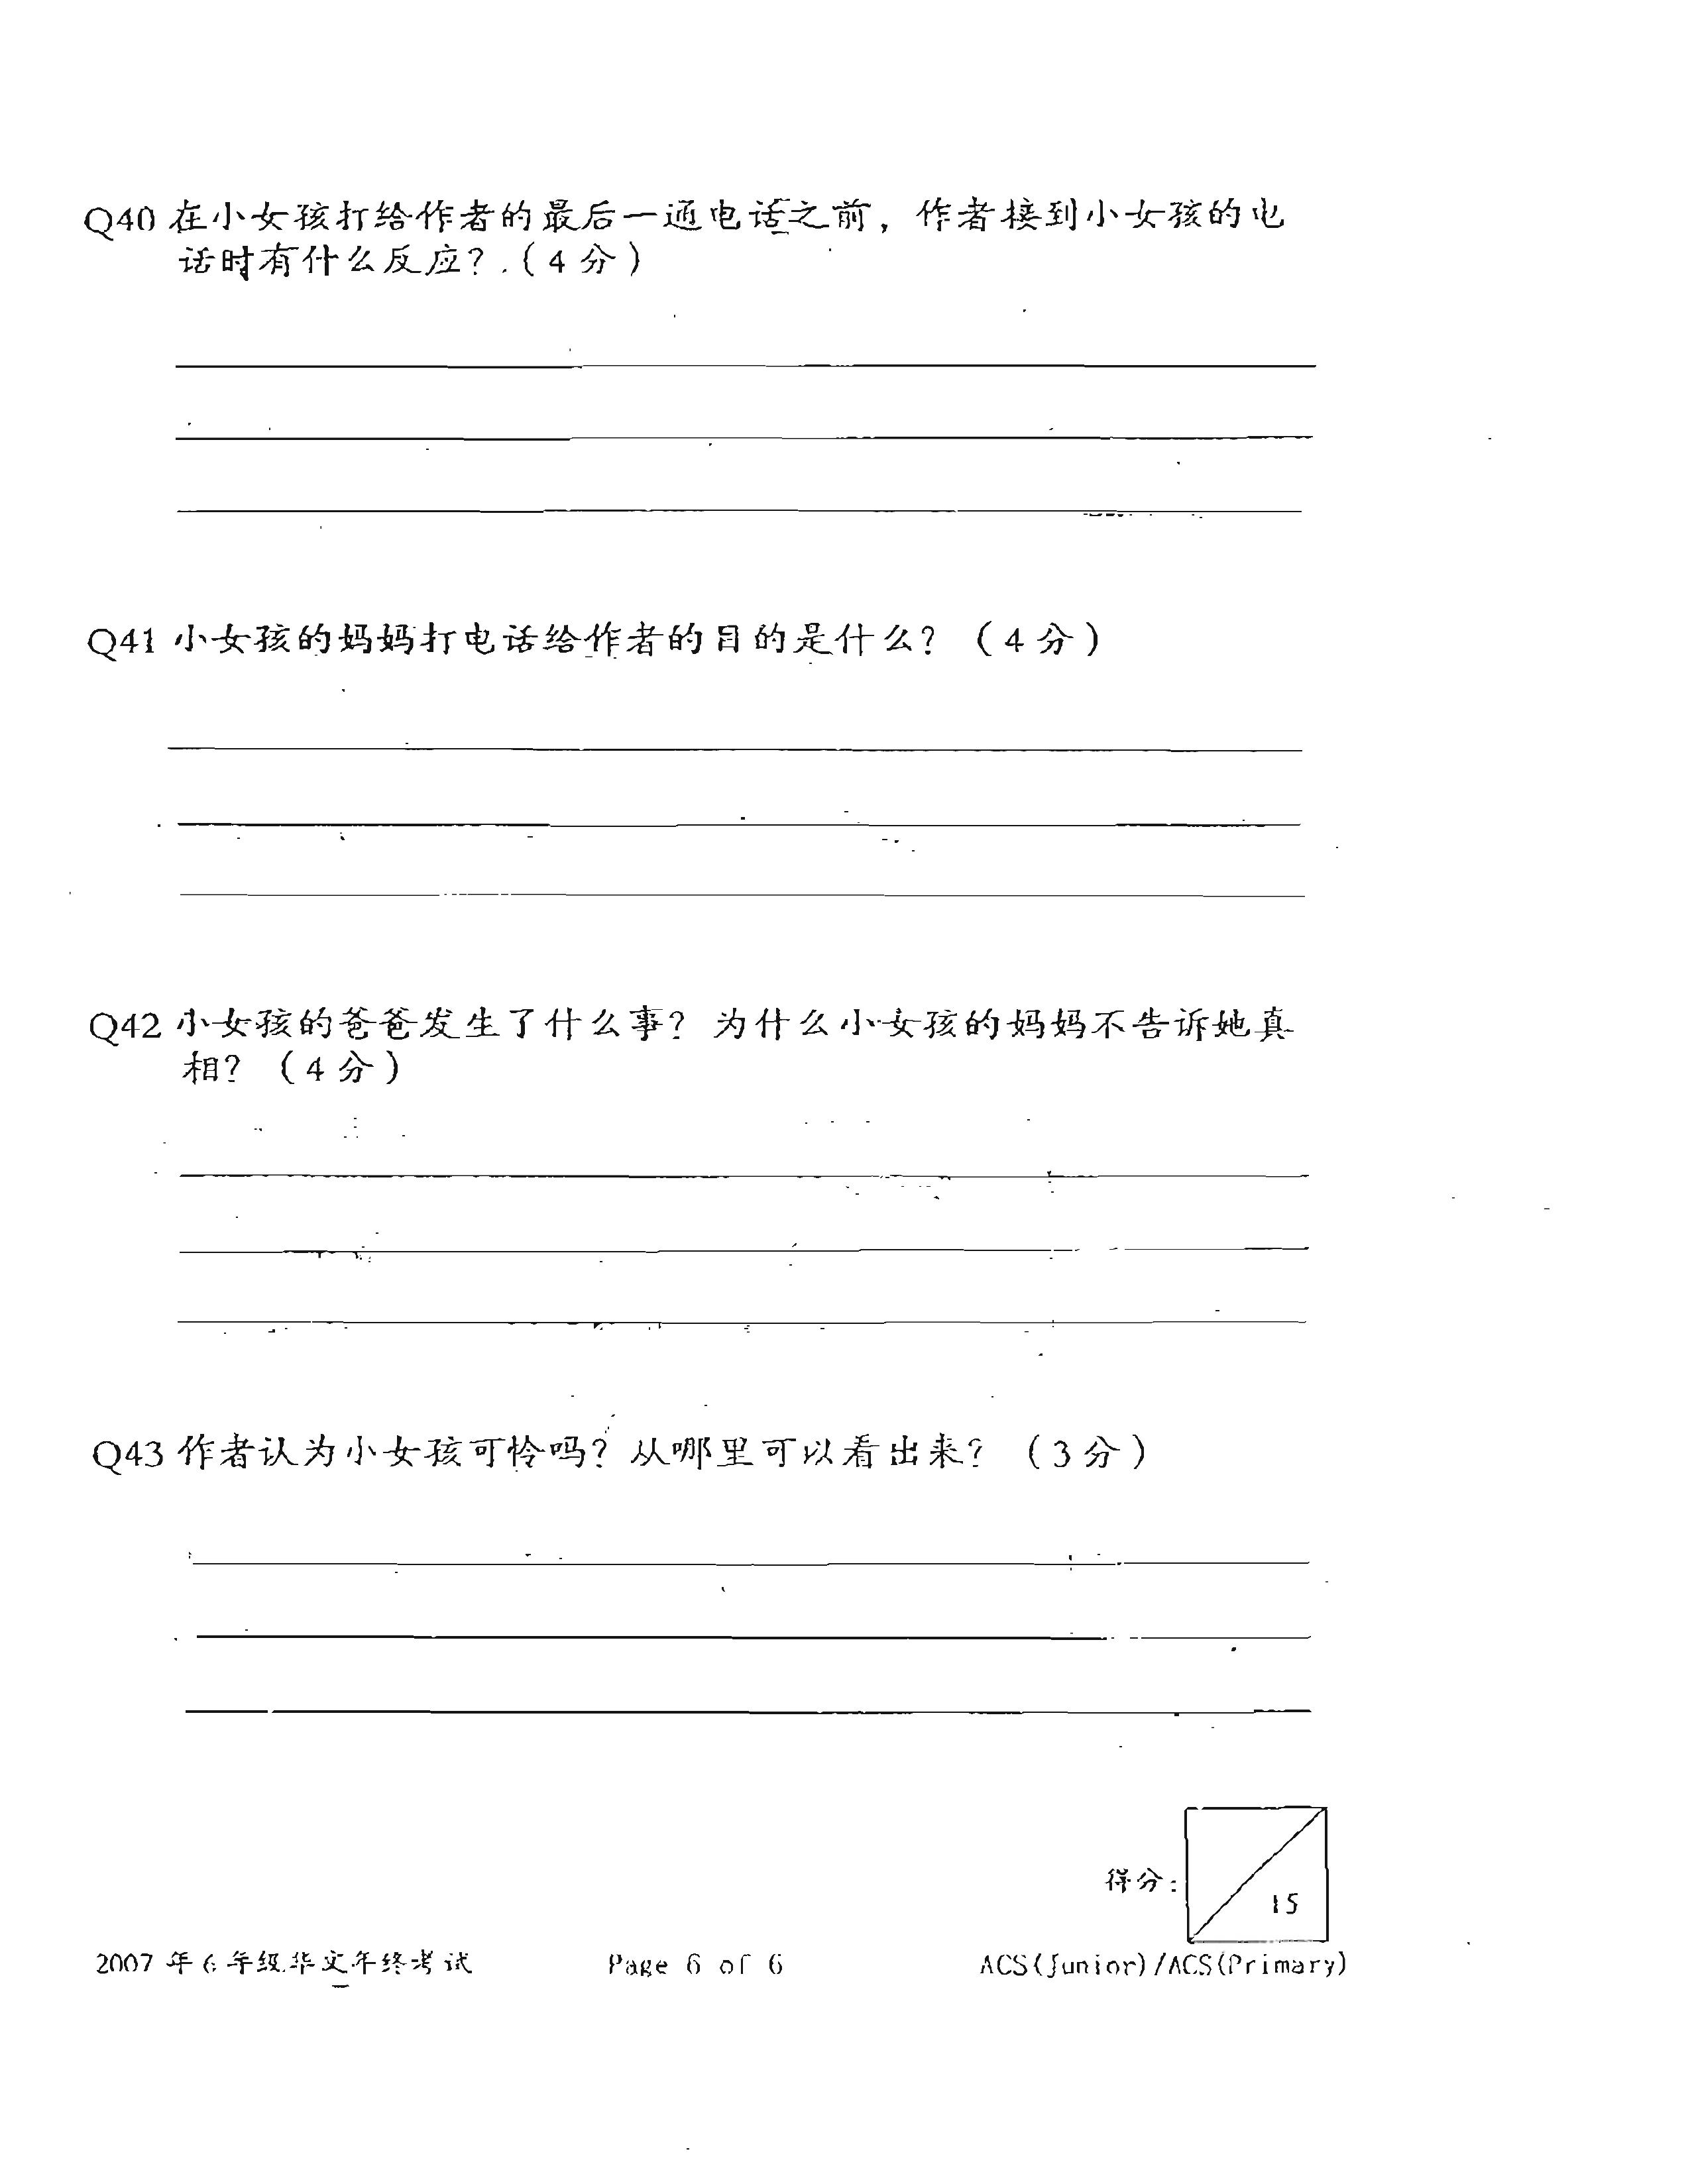 Q40 在小女孩打给作者的最后一通电话之前，作者接到小女孩的电
话时有什么反应？（4 分）
Q41 小女孩的妈妈打电话给作者的目的是什么？（4 分）
Q42 小女孩的爸爸发生了什么事？为什么小女孩的妈妈不告诉她真
相？（4 分）
Q43 作者认为小女孩可怜吗？从哪里可以看出来？（3 分）
得分：
15
2007 年 6 年级华文年终考试 Page 6 of 6 ACS(Junior)/ACS(Primary)